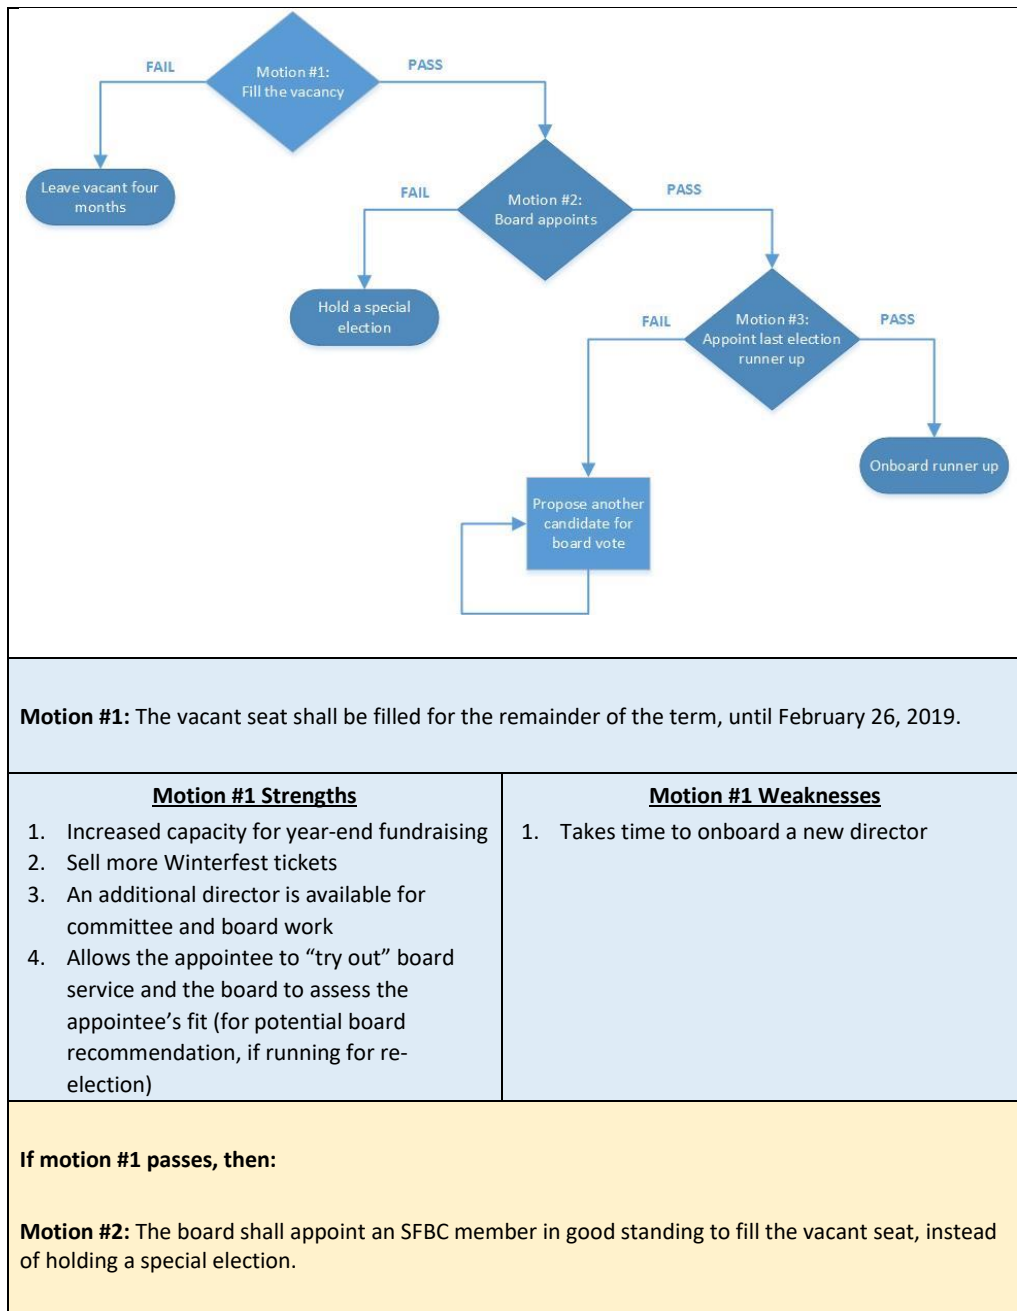 FAIL
Motion #1:
Fill the vacancy
PASS
Leave vacant four
months
FAIL
Motion #2:
Board appoints
PASS
Hold a special
election
FAIL
Motion #3:
Appoint last election
runner up
PASS
Onboard runner up
Propose another
candidate for
board vote
Motion #1: The vacant seat shall be filled for the remainder of the term, until February 26, 2019.
Motion #1 Strengths
1. Increased capacity for year-end fundraising
2. Sell more Winterfest tickets
3. An additional director is available for
committee and board work
4. Allows the appointee to “try out” board
service and the board to assess the
appointee’s fit (for potential board
recommendation, if running for re-
election)
Motion #1 Weaknesses
1. Takes time to onboard a new director
If motion #1 passes, then:
Motion #2: The board shall appoint an SFBC member in good standing to fill the vacant seat, instead
of holding a special election.